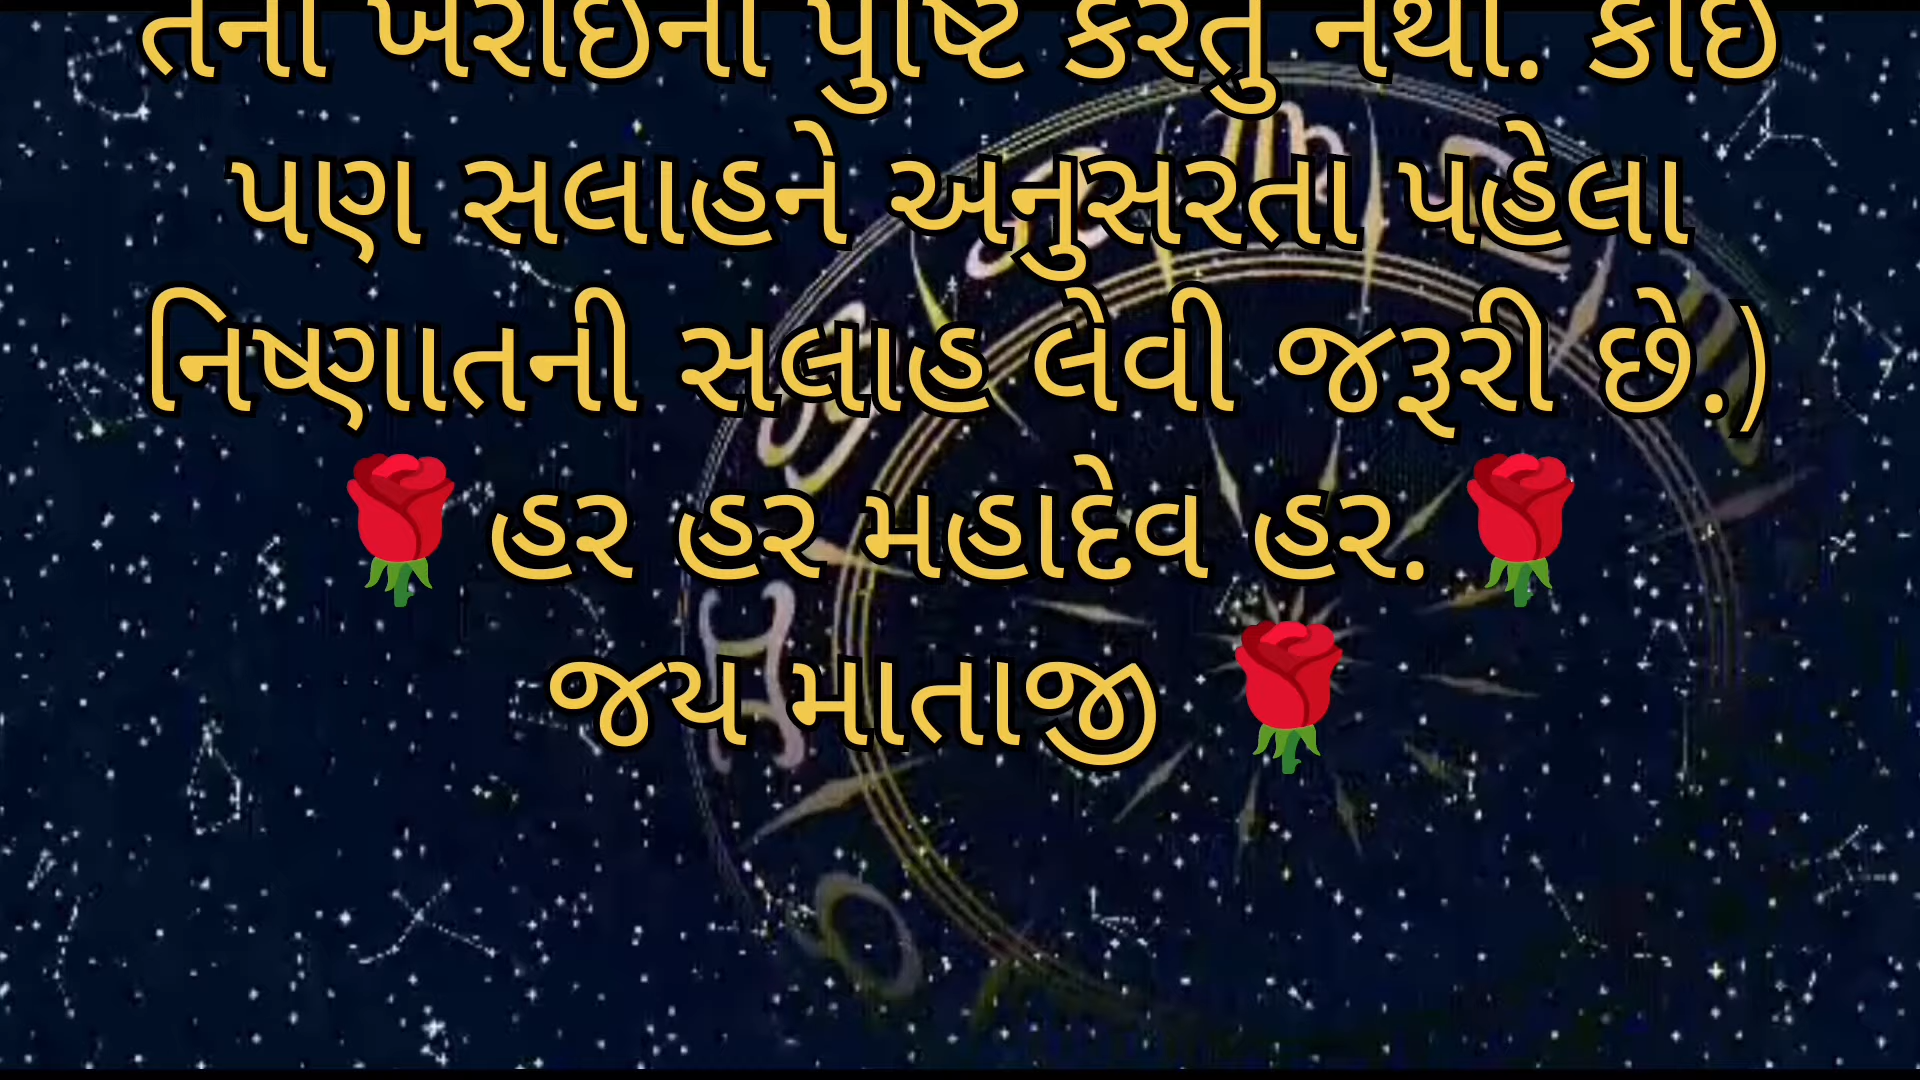 તેની ખરાઈની પુષ્ટિ કરતું નથી. કોઈ
પણ સલાહને અનુસરતા પહેલા
નિષ્ણાતની સલાહ લેવી જરૂરી છે.)
🌹હર હર મહાદેવ હર.🌹
જય માતાજી 🌹